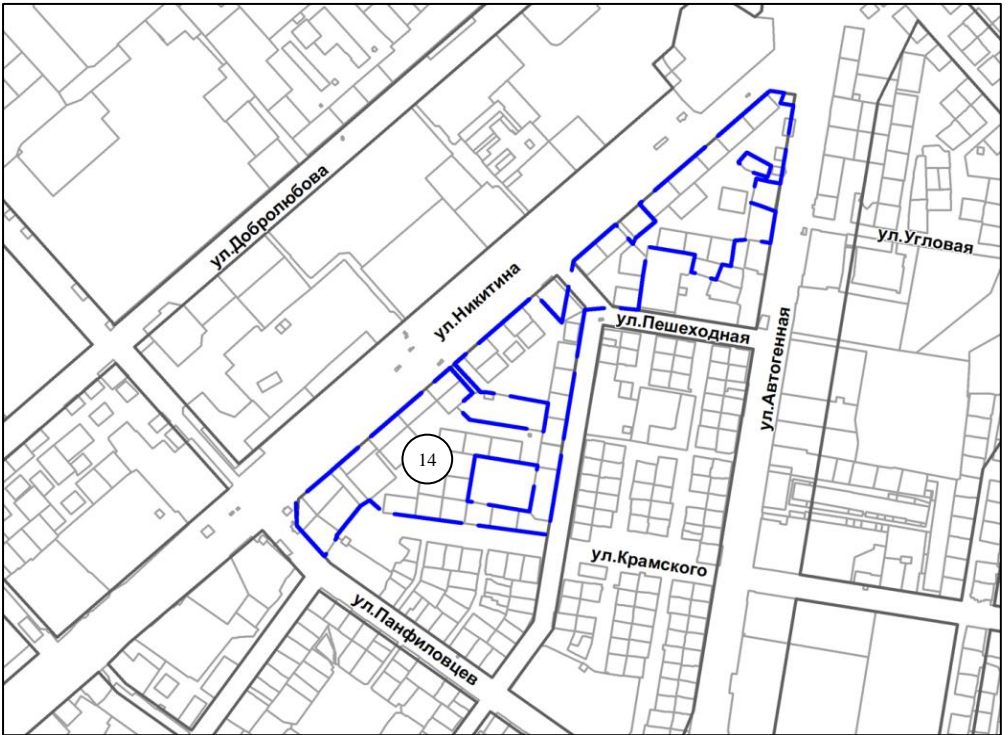 ул.Добролюбова
ул.Угловая
ул.Никитина
ул.Пешеходная
ул.Автогенная
14
ул.Крамского
ул.Панфиловцев